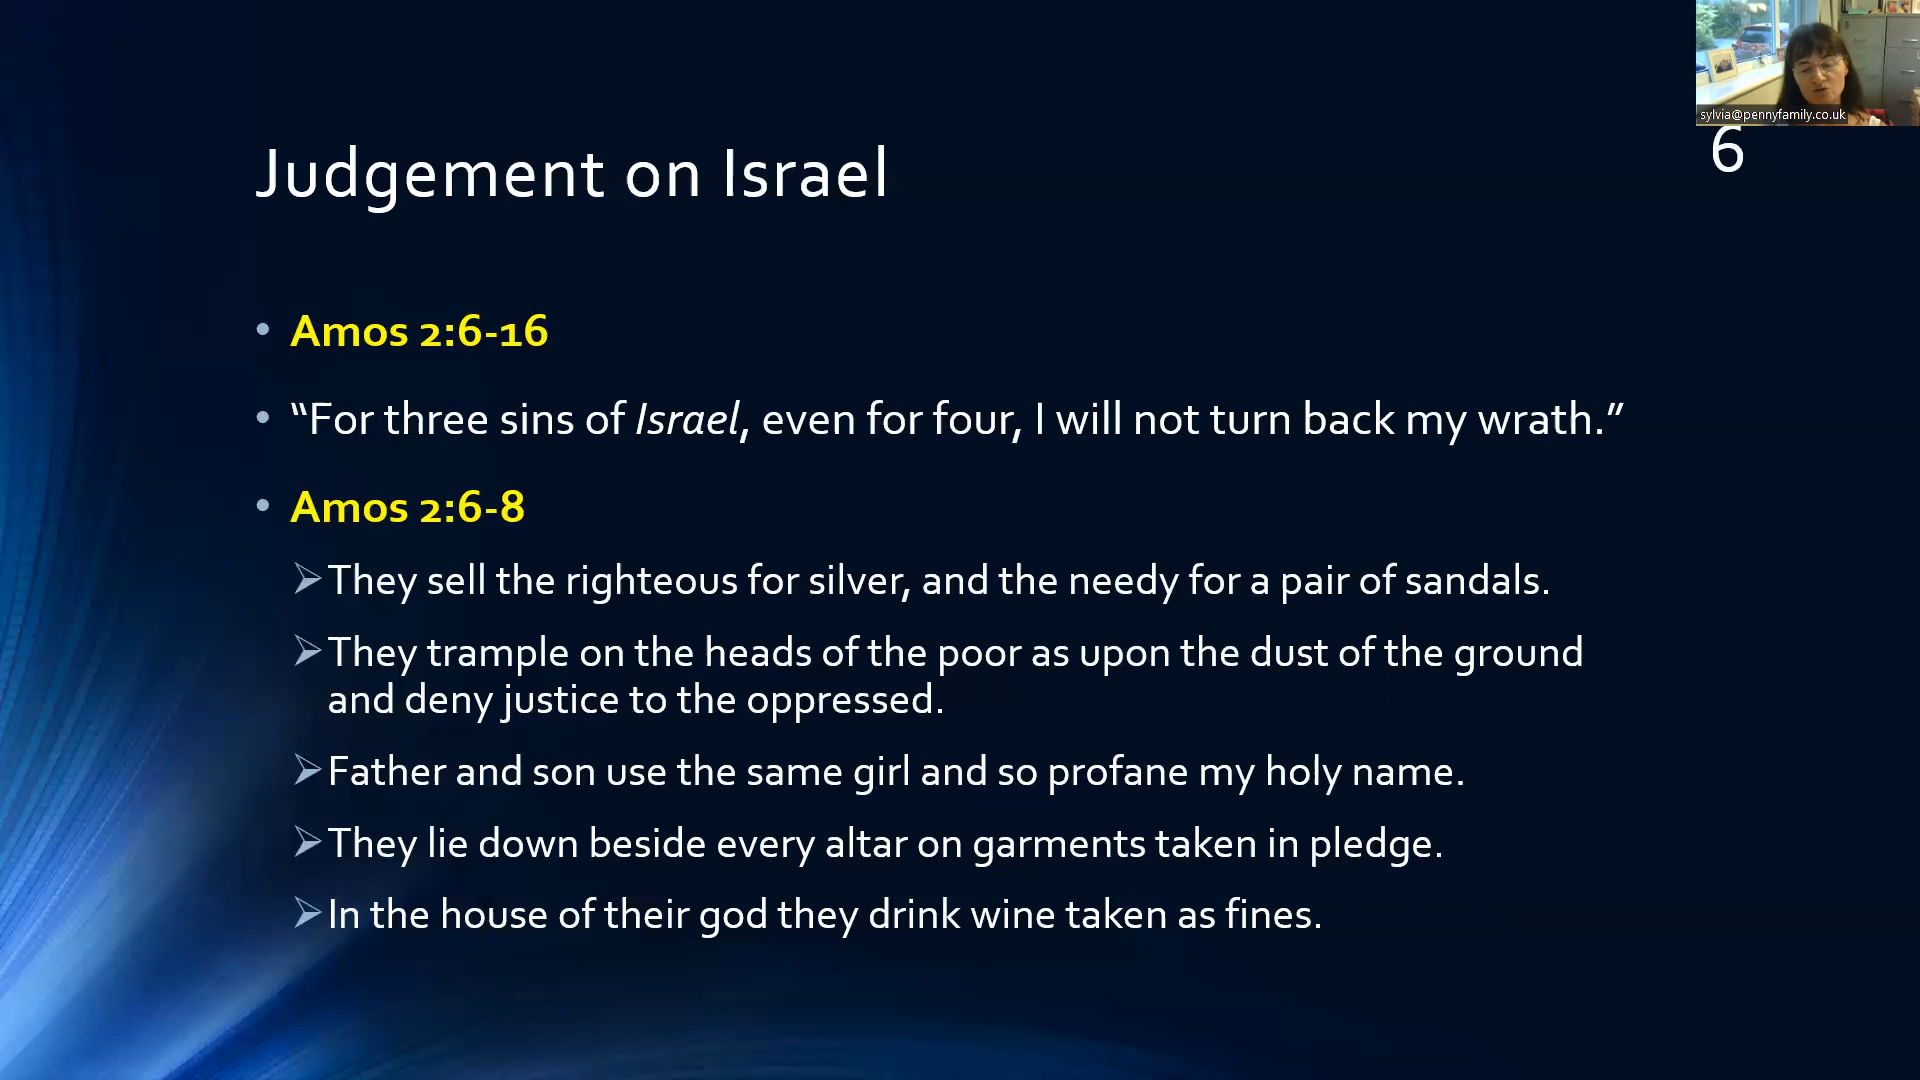 sylvia@pennyfamily.co.uk
6
Judgement on Israel
• Amos 2:6-16
• “For three sins of Israel, even for four, I will not turn back my wrath.”
• Amos 2:6-8
➢They sell the righteous for silver, and the needy for a pair of sandals.
➢They trample on the heads of the poor as upon the dust of the ground
and deny justice to the oppressed.
➢Father and son use the same girl and so profane my holy name.
➢They lie down beside every altar on garments taken in pledge.
➢In the house of their god they drink wine taken as fines.